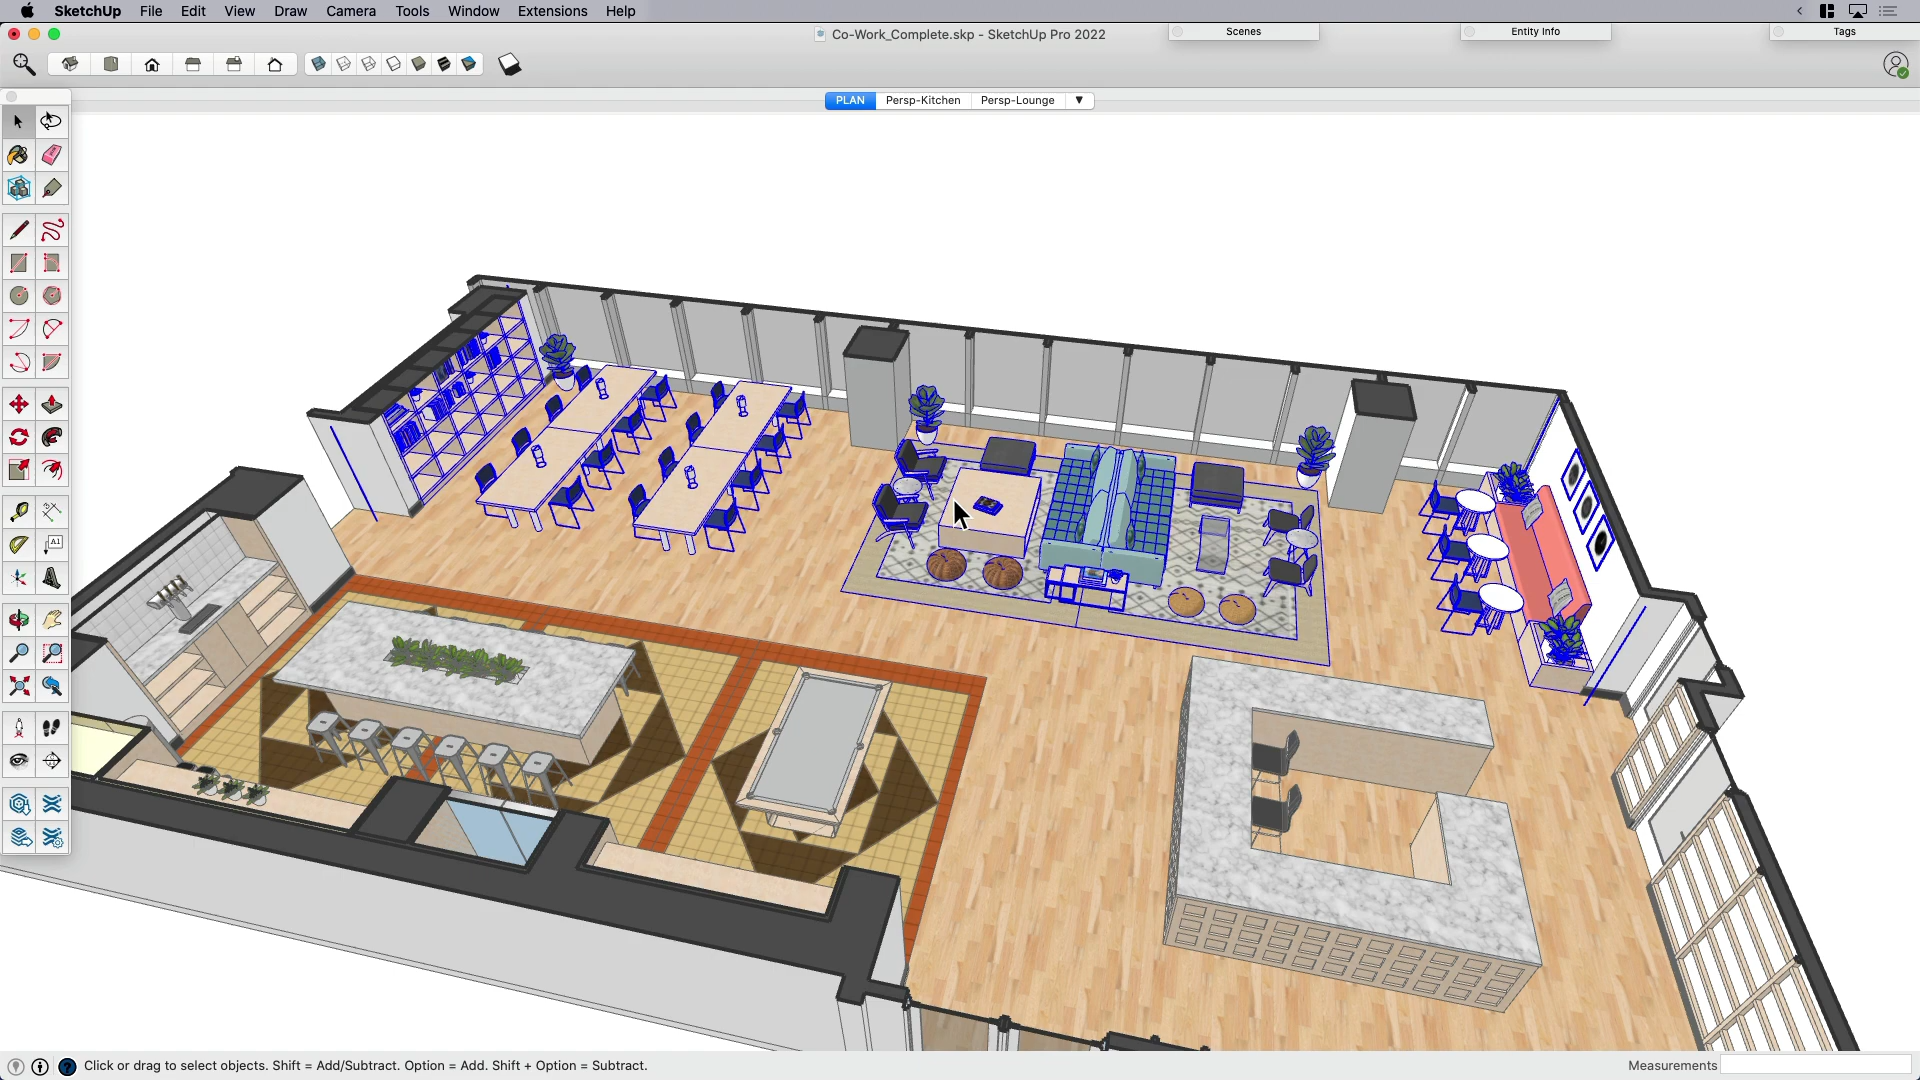 SketchUp File Edit View Draw Camera Tools Window Extensions Help
Co-Work_Complete.skp - SketchUp Pro 2022
Scenes
Entity Info
Tags
PLAN Persp-Kitchen Persp-Lounge
A1
Click or drag to select objects. Shift = Add/Subtract. Option = Add. Shift + Option = Subtract.
Measurements